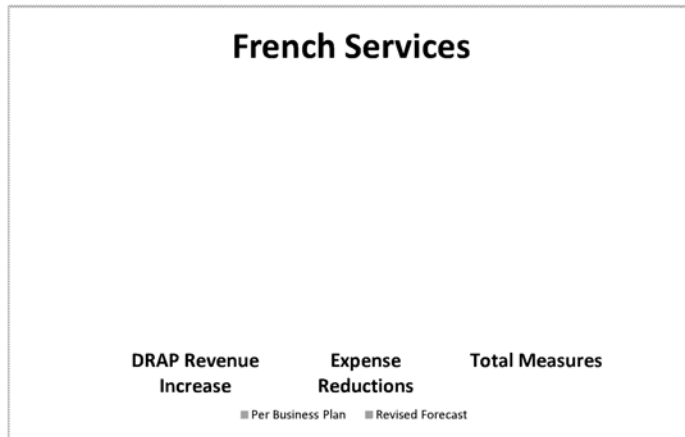 French Services
DRAP Revenue Increase
Expense Reductions
Total Measures
Per Business Plan
Revised Forecast